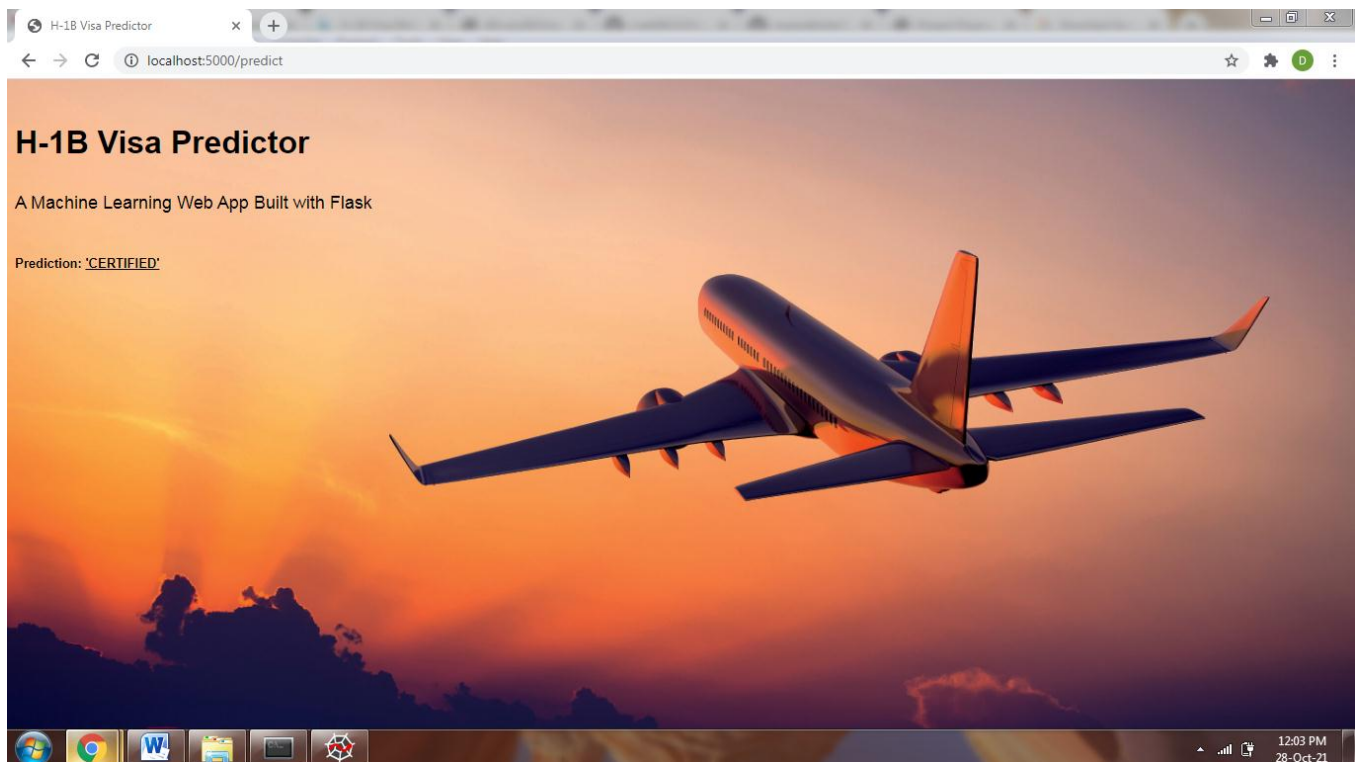 H-1B Visa Predictor
localhost:5000/predict
D
H-1B Visa Predictor
A Machine Learning Web App Built with Flask
Prediction: 'CERTIFIED'
W
12:03 PM
28-Oct-21